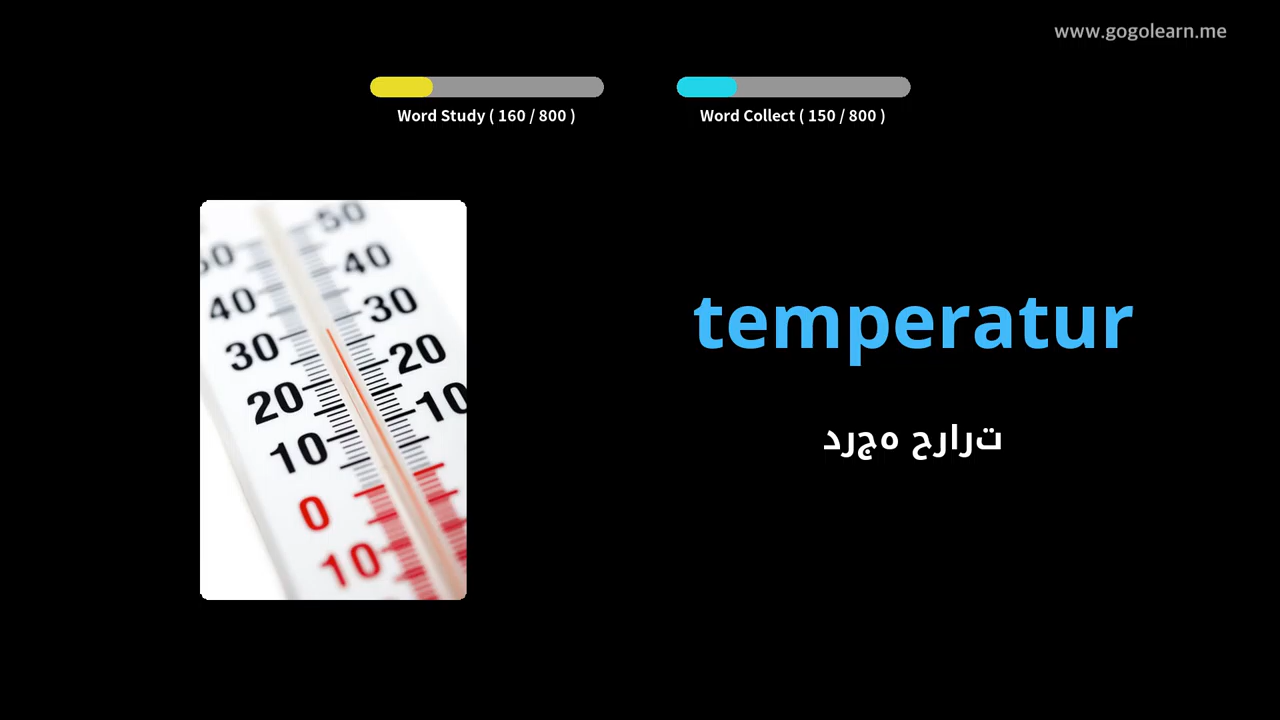 www.gogolearn.me
Word Study ( 160 / 800 )
Word Collect ( 150 / 800 )
50
50 40
40 30
30 20
20 10
10
0
10
temperatur
درجه حرارت